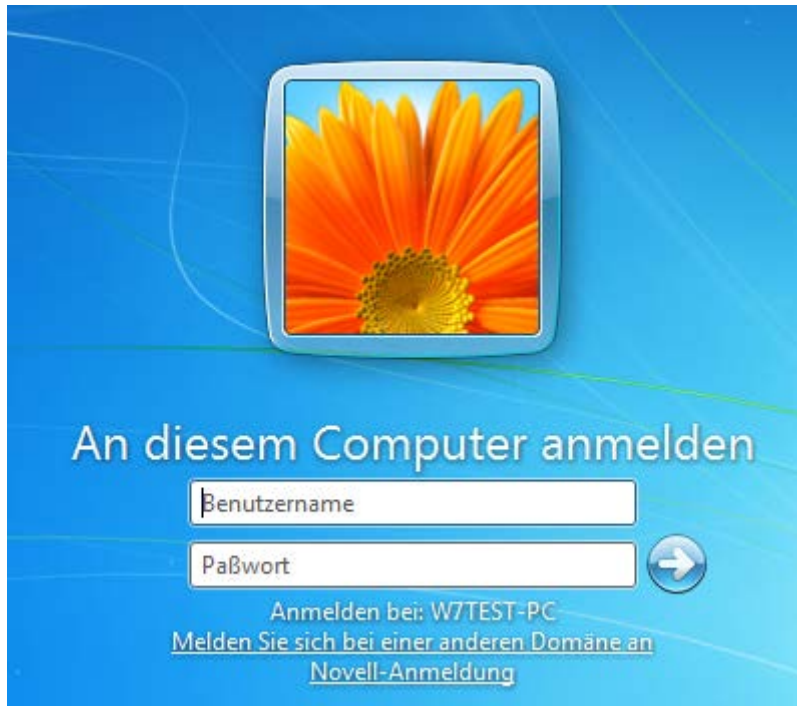 An diesem Computer anmelden
Benutzername
Paßwort
Anmelden bei: W7TEST-PC
Melden Sie sich bei einer anderen Domäne an
Novell-Anmeldung